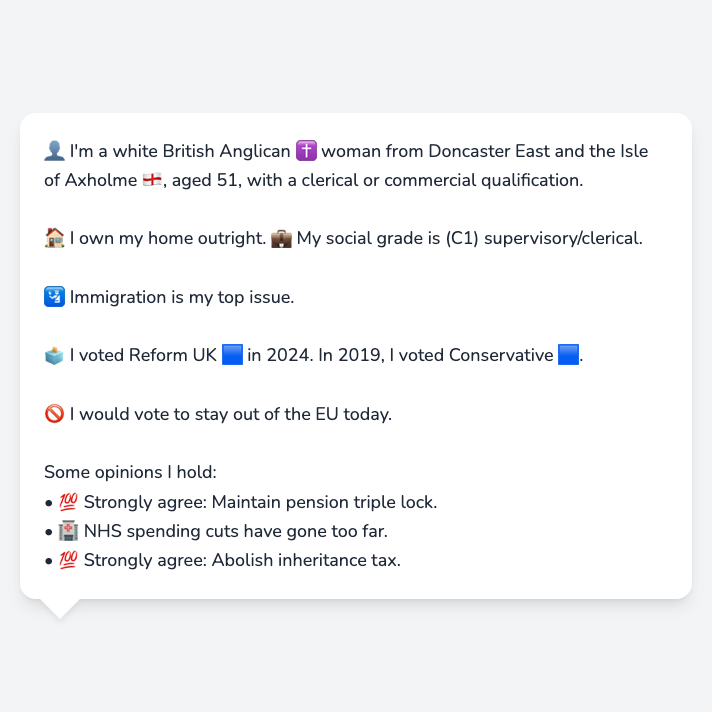 👤 I'm a white British Anglican ✝️ woman from Doncaster East and the Isle
of Axholme 🏴󠁧󠁢󠁥󠁮󠁧󠁿, aged 51, with a clerical or commercial qualification.
🏠 I own my home outright. 💼 My social grade is (C1) supervisory/clerical.
🛂 Immigration is my top issue.
🗳️ I voted Reform UK 🟦 in 2024. In 2019, I voted Conservative 🟦.
🚫 I would vote to stay out of the EU today.
Some opinions I hold:
• 💯 Strongly agree: Maintain pension triple lock.
• 🏥 NHS spending cuts have gone too far.
• 💯 Strongly agree: Abolish inheritance tax.